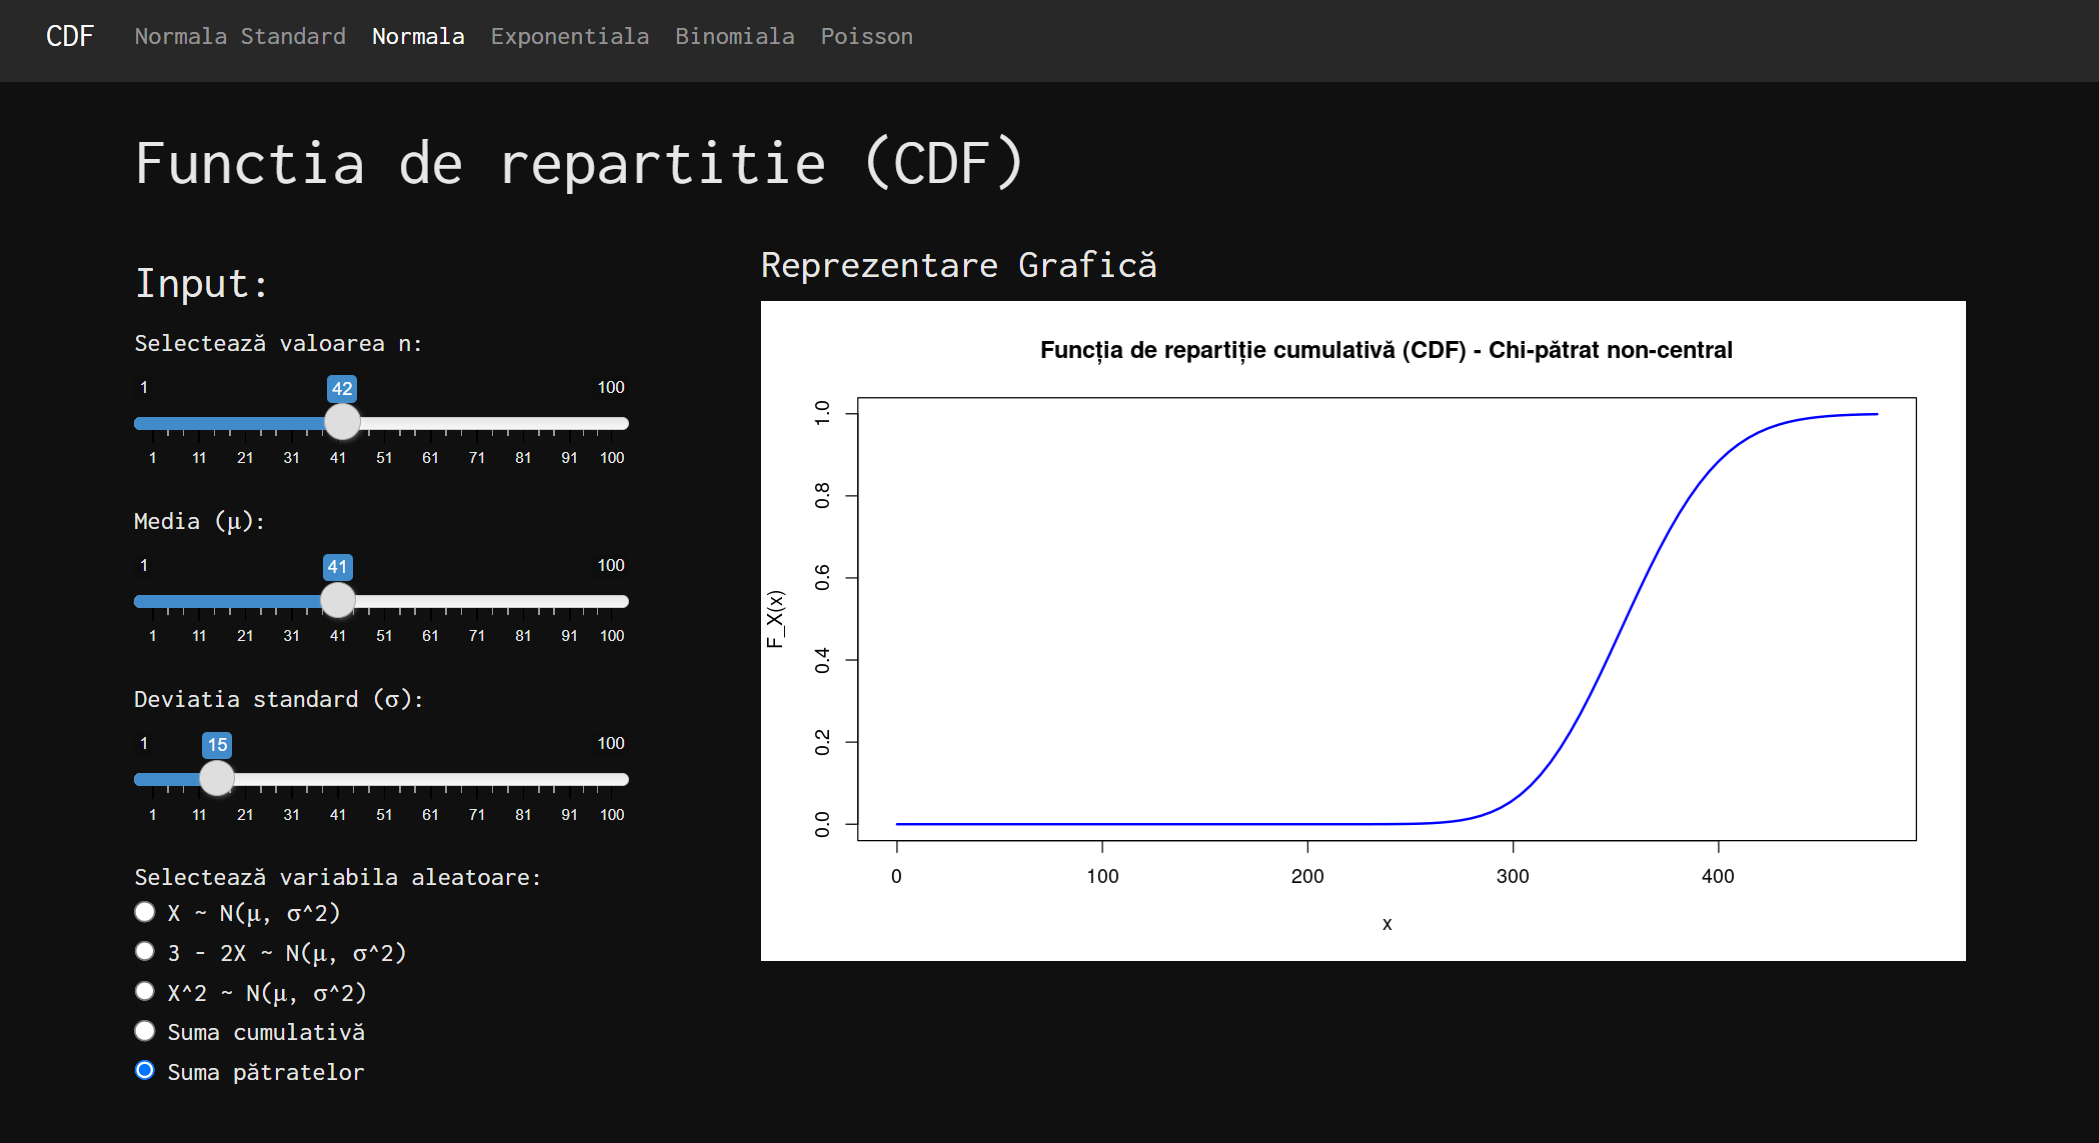 CDF Normala Standard Normala Exponentiala Binomiala Poisson
Functia de repartitie (CDF)
Input:
Selectează valoarea n:
1 42 100
1 11 21 31 41 51 61 71 81 91 100
Media (μ):
1 41 100
1 11 21 31 41 51 61 71 81 91 100
Deviatia standard (σ):
1 15 100
1 11 21 31 41 51 61 71 81 91 100
Selectează variabila aleatoare:
X ~ N(μ, σ^2)
3 - 2X ~ N(μ, σ^2)
X^2 ~ N(μ, σ^2)
Suma cumulativă
Suma pătratelor
Reprezentare Grafică
Funcția de repartiție cumulativă (CDF) - Chi-pătrat non-central
F_X(x)
1.0
0.8
0.6
0.4
0.2
0.0
0 100 200 300 400
x